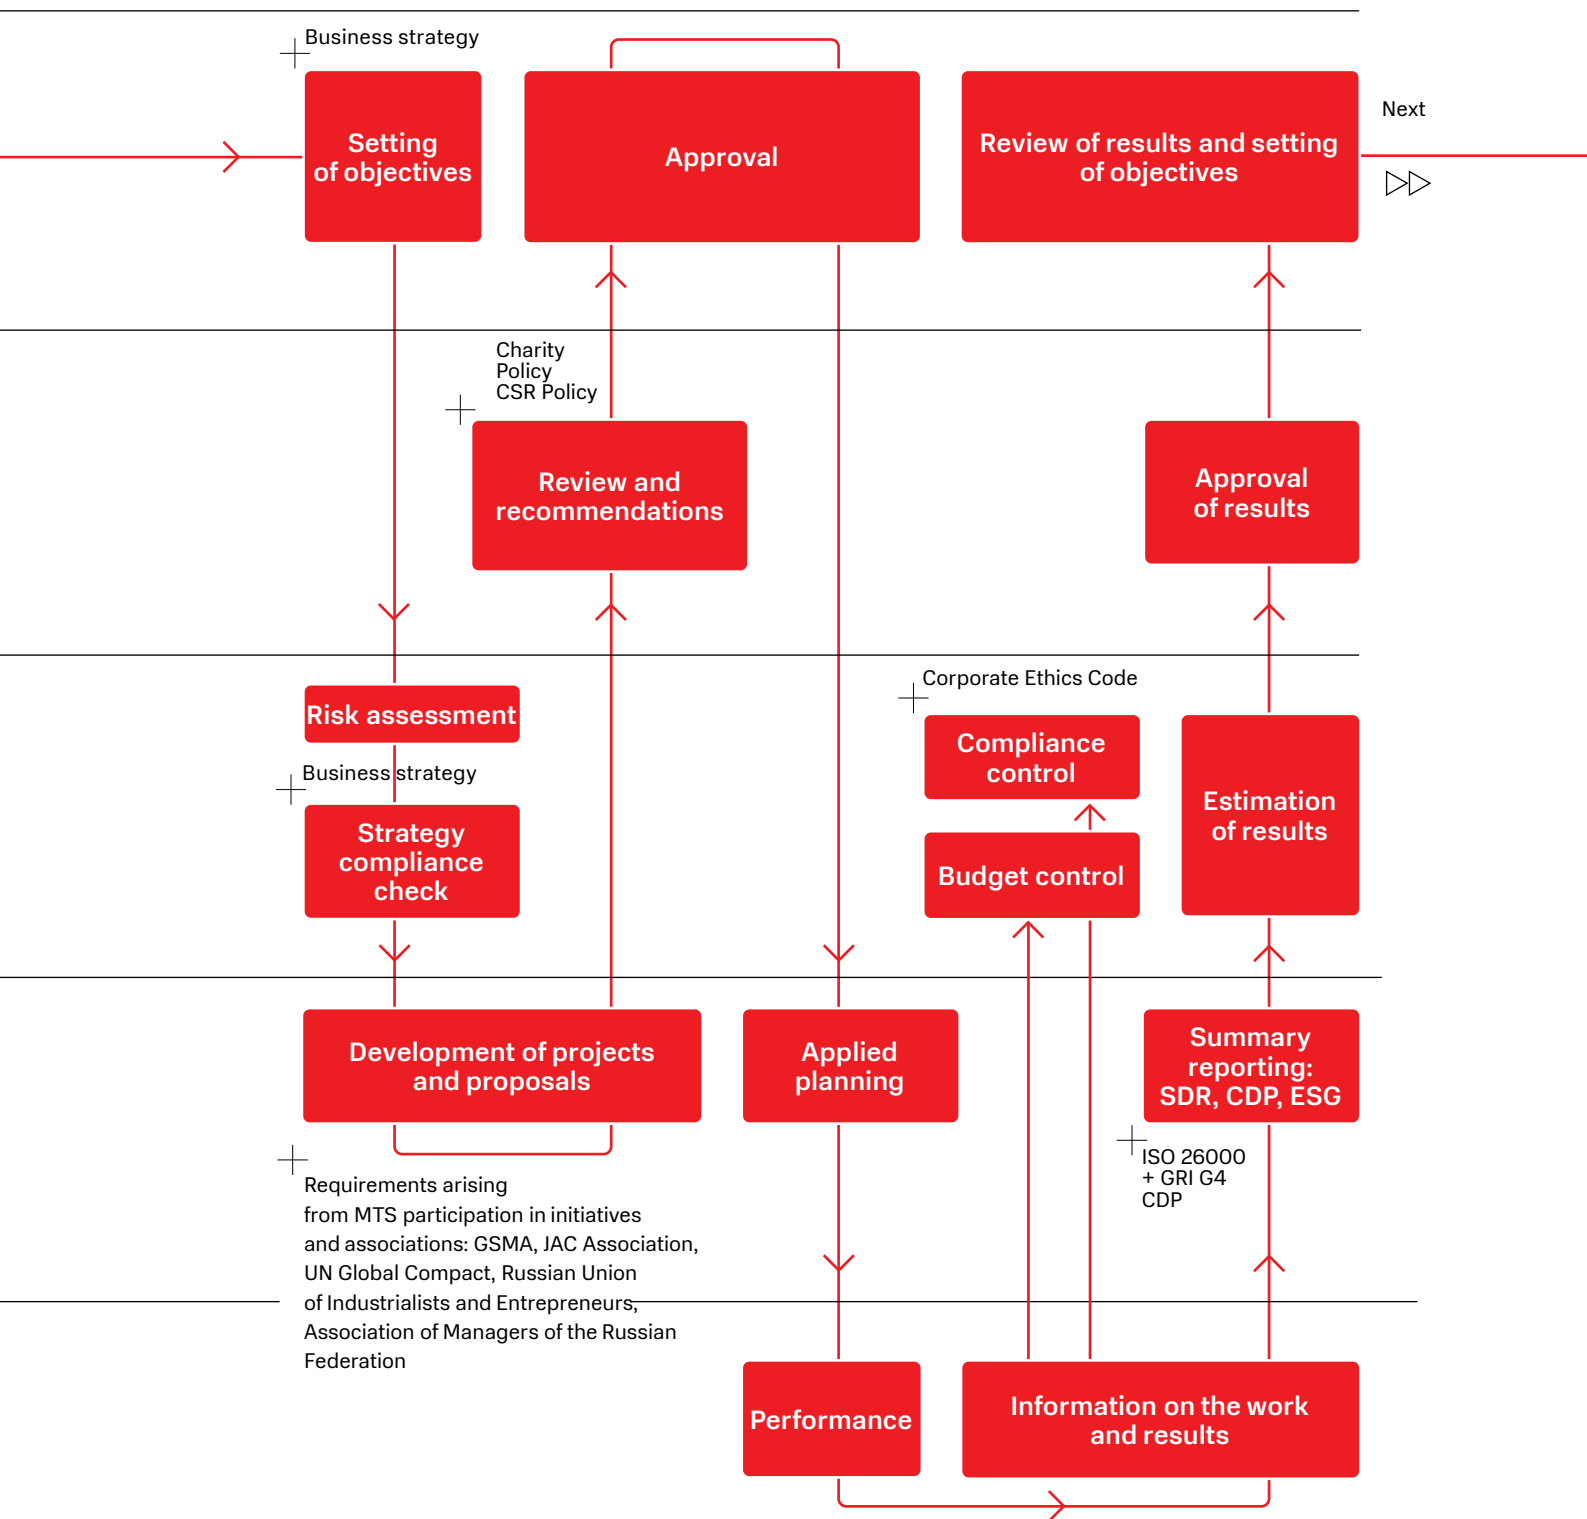 Business strategy
Setting
of objectives
Approval
Review of results and setting
of objectives
Next
Charity
Policy
CSR Policy
Review and
recommendations
Approval
of results
Risk assessment
Business strategy
Strategy
compliance
check
Corporate Ethics Code
Compliance
control
Budget control
Estimation
of results
Development of projects
and proposals
Applied
planning
Summary
reporting:
SDR, CDP, ESG
ISO 26000
+ GRI G4
CDP
Requirements arising
from MTS participation in initiatives
and associations: GSMA, JAC Association,
UN Global Compact, Russian Union
of Industrialists and Entrepreneurs,
Association of Managers of the Russian
Federation
Performance
Information on the work
and results